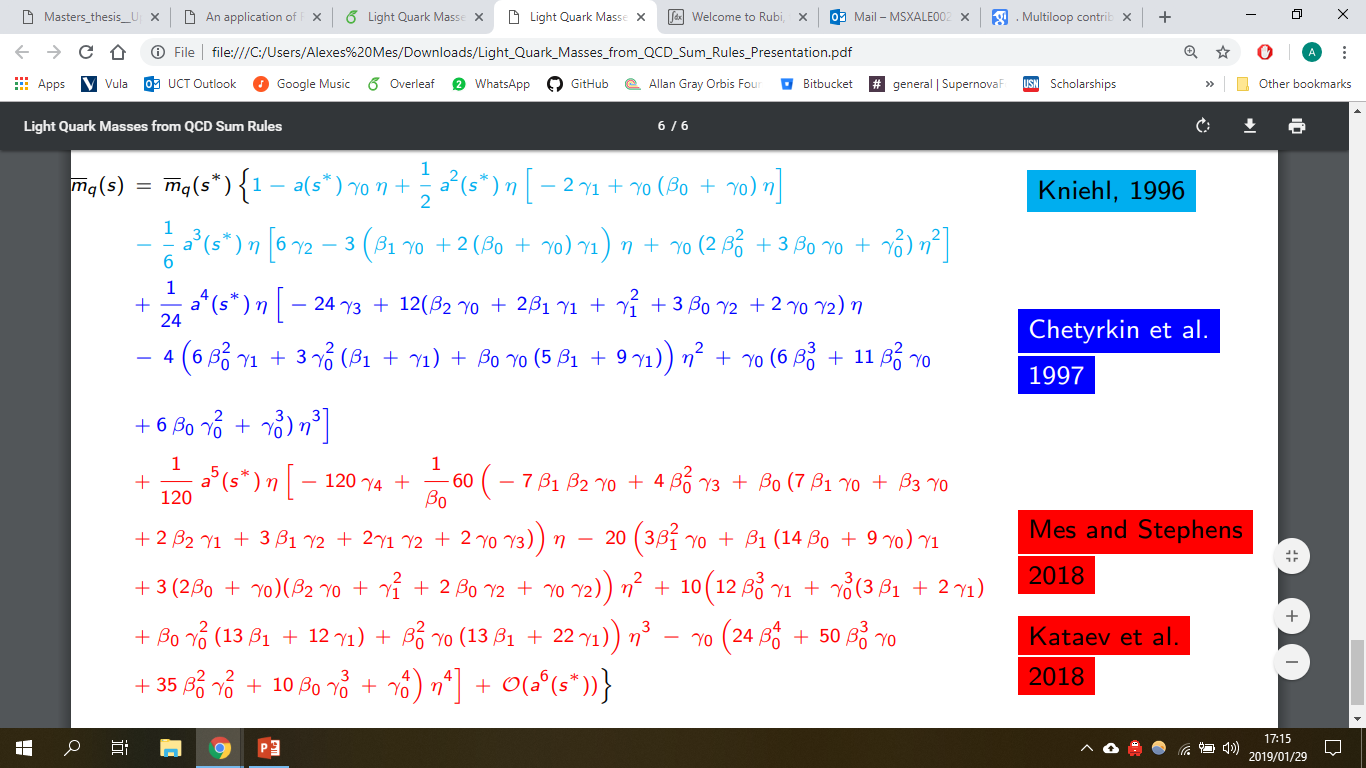 Masters_thesis__Up
An application of F
Light Quark Masse
Light Quark Masse
Welcome to Rubi,
Mail – MSXALE002
. Multiloop contrib
File
file:///C:/Users/Alexes%20Mes/Downloads/Light_Quark_Masses_from_QCD_Sum_Rules_Presentation.pdf
A
Apps
Vula
UCT Outlook
Google Music
Overleaf
WhatsApp
GitHub
Allan Gray Orbis Four
Bitbucket
general | SupernovaF
Scholarships
»
Other bookmarks
Light Quark Masses from QCD Sum Rules
6 / 6
m̅_q(s) = m̅_q(s*) {1 − a(s*) γ₀ η + 1/2 a²(s*) η [ − 2 γ₁ + γ₀ (β₀ + γ₀) η]
Kniehl, 1996
− 1/6 a³(s*) η [6 γ₂ − 3 (β₁ γ₀ + 2 (β₀ + γ₀) γ₁) η + γ₀ (2 β₀² + 3 β₀ γ₀ + γ₀²) η²]
+ 1/24 a⁴(s*) η [ − 24 γ₃ + 12(β₂ γ₀ + 2β₁ γ₁ + γ₁² + 3 β₀ γ₂ + 2 γ₀ γ₂) η
Chetyrkin et al.
− 4 (6 β₀² γ₁ + 3 γ₀² (β₁ + γ₁) + β₀ γ₀ (5 β₁ + 9 γ₁)) η² + γ₀ (6 β₀³ + 11 β₀² γ₀
1997
+ 6 β₀ γ₀² + γ₀³) η³]
+ 1/120 a⁵(s*) η [ − 120 γ₄ + 1/β₀ 60 ( − 7 β₁ β₂ γ₀ + 4 β₀² γ₃ + β₀ (7 β₁ γ₀ + β₃ γ₀
+ 2 β₂ γ₁ + 3 β₁ γ₂ + 2γ₁ γ₂ + 2 γ₀ γ₃)) η − 20 (3β₁² γ₀ + β₁ (14 β₀ + 9 γ₀) γ₁
Mes and Stephens
2018
+ 3 (2β₀ + γ₀)(β₂ γ₀ + γ₁² + 2 β₀ γ₂ + γ₀ γ₂)) η² + 10(12 β₀³ γ₁ + γ₀³(3 β₁ + 2 γ₁)
+ β₀ γ₀² (13 β₁ + 12 γ₁) + β₀² γ₀ (13 β₁ + 22 γ₁)) η³ − γ₀ (24 β₀⁴ + 50 β₀³ γ₀
Kataev et al.
2018
+ 35 β₀² γ₀² + 10 β₀ γ₀³ + γ₀⁴) η⁴] + O(a⁶(s*))}
17:15
2019/01/29